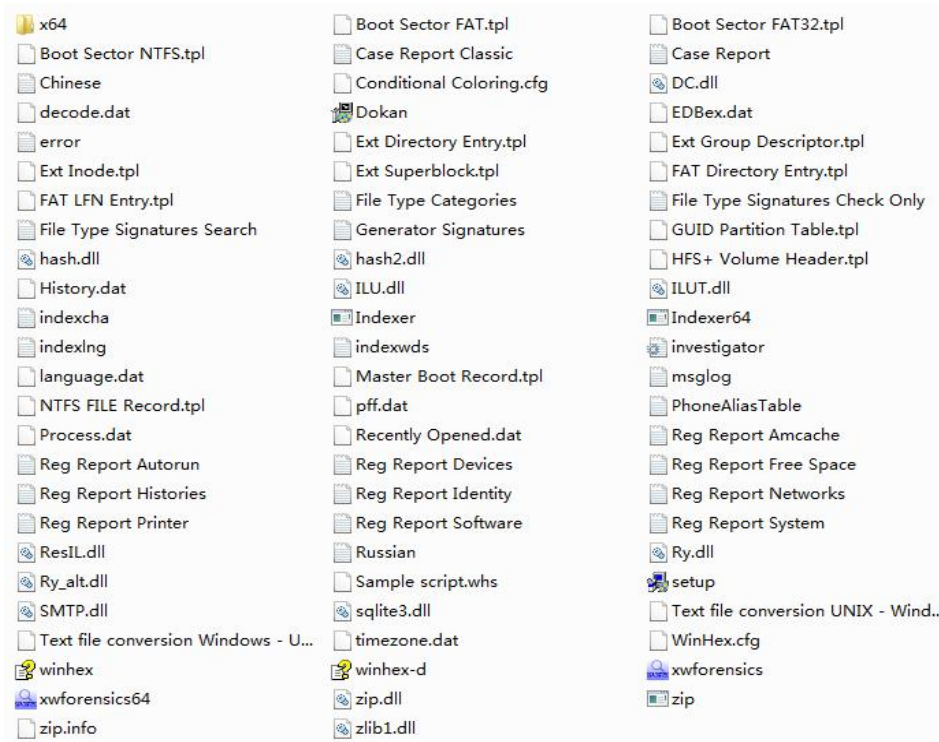 x64 Boot Sector FAT.tpl Boot Sector FAT32.tpl
Boot Sector NTFS.tpl Case Report Classic Case Report
Chinese Conditional Coloring.cfg DC.dll
decode.dat Dokan EDBex.dat
error Ext Directory Entry.tpl Ext Group Descriptor.tpl
Ext Inode.tpl Ext Superblock.tpl FAT Directory Entry.tpl
FAT LFN Entry.tpl File Type Categories File Type Signatures Check Only
File Type Signatures Search Generator Signatures GUID Partition Table.tpl
hash.dll hash2.dll HFS+ Volume Header.tpl
History.dat ILU.dll ILUT.dll
indexcha Indexer Indexer64
indexlng indexwds investigator
language.dat Master Boot Record.tpl msglog
NTFS FILE Record.tpl pff.dat PhoneAliasTable
Process.dat Recently Opened.dat Reg Report Amcache
Reg Report Autorun Reg Report Devices Reg Report Free Space
Reg Report Histories Reg Report Identity Reg Report Networks
Reg Report Printer Reg Report Software Reg Report System
ResIL.dll Russian Ry.dll
Ry_alt.dll Sample script.whs setup
SMTP.dll sqlite3.dll Text file conversion UNIX - Wind..
Text file conversion Windows - U... timezone.dat WinHex.cfg
winhex winhex-d xwforensics
xwforensics64 zip.dll zip
zip.info zlib1.dll